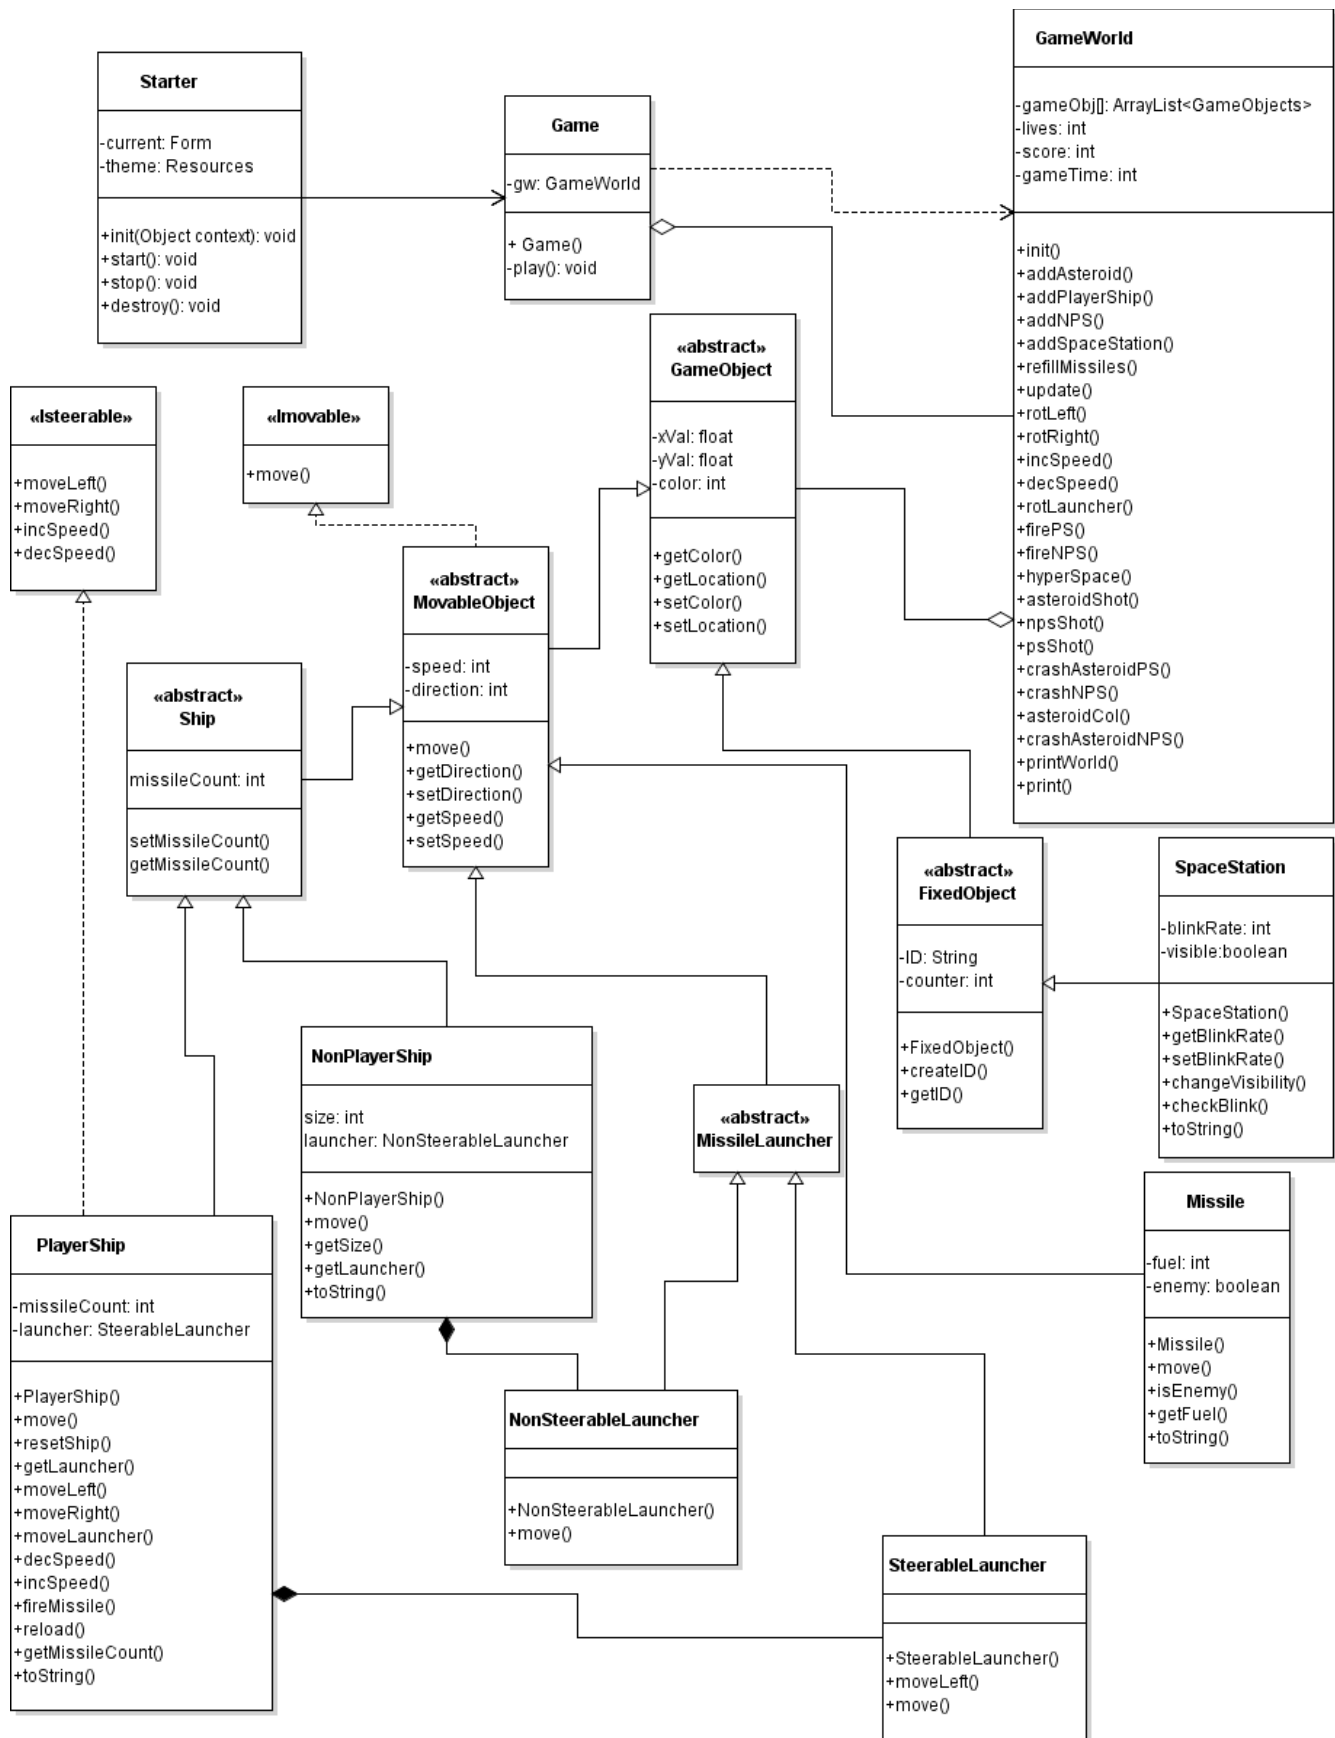 Starter
-current: Form
-theme: Resources
+init(Object context): void
+start(): void
+stop(): void
+destroy(): void
Game
-gw: GameWorld
+ Game()
-play(): void
GameWorld
-gameObj[]: ArrayList<GameObjects>
-lives: int
-score: int
-gameTime: int
+init()
+addAsteroid()
+addPlayerShip()
+addNPS()
+addSpaceStation()
+refillMissiles()
+update()
+rotLeft()
+rotRight()
+incSpeed()
+decSpeed()
+rotLauncher()
+firePS()
+fireNPS()
+hyperSpace()
+asteroidShot()
+npsShot()
+psShot()
+crashAsteroidPS()
+crashNPS()
+asteroidCol()
+crashAsteroidNPS()
+printWorld()
+print()
«Isteerable»
+moveLeft()
+moveRight()
+incSpeed()
+decSpeed()
«Imovable»
+move()
«abstract»
GameObject
-xVal: float
-yVal: float
-color: int
+getColor()
+getLocation()
+setColor()
+setLocation()
«abstract»
MovableObject
-speed: int
-direction: int
+move()
+getDirection()
+setDirection()
+getSpeed()
+setSpeed()
«abstract»
Ship
missileCount: int
setMissileCount()
getMissileCount()
«abstract»
FixedObject
-ID: String
-counter: int
+FixedObject()
+createID()
+getID()
SpaceStation
-blinkRate: int
-visible:boolean
+SpaceStation()
+getBlinkRate()
+setBlinkRate()
+changeVisibility()
+checkBlink()
+toString()
NonPlayerShip
size: int
launcher: NonSteerableLauncher
+NonPlayerShip()
+move()
+getSize()
+getLauncher()
+toString()
«abstract»
MissileLauncher
Missile
-fuel: int
-enemy: boolean
+Missile()
+move()
+isEnemy()
+getFuel()
+toString()
PlayerShip
-missileCount: int
-launcher: SteerableLauncher
+PlayerShip()
+move()
+resetShip()
+getLauncher()
+moveLeft()
+moveRight()
+moveLauncher()
+decSpeed()
+incSpeed()
+fireMissile()
+reload()
+getMissileCount()
+toString()
NonSteerableLauncher
+NonSteerableLauncher()
+move()
SteerableLauncher
+SteerableLauncher()
+moveLeft()
+move()